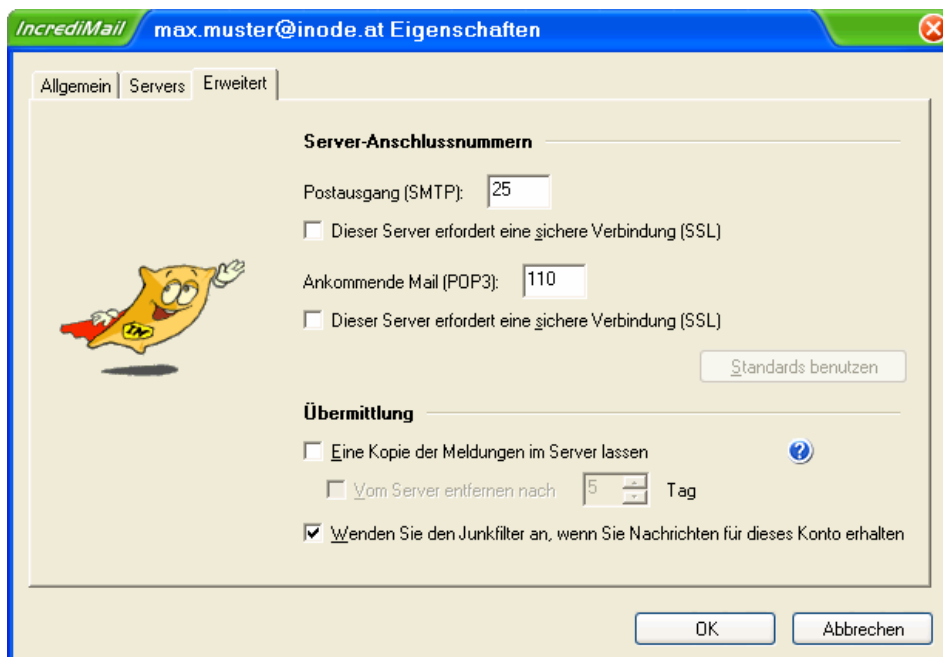 IncrediMail max.muster@inode.at Eigenschaften
Allgemein Servers Erweitert
Server-Anschlussnummern
Postausgang (SMTP): 25
Dieser Server erfordert eine sichere Verbindung (SSL)
Ankommende Mail (POP3): 110
Dieser Server erfordert eine sichere Verbindung (SSL)
Standards benutzen
Übermittlung
Eine Kopie der Meldungen im Server lassen
Vom Server entfernen nach 5 Tag
Wenden Sie den Junkfilter an, wenn Sie Nachrichten für dieses Konto erhalten
IN
OK Abbrechen